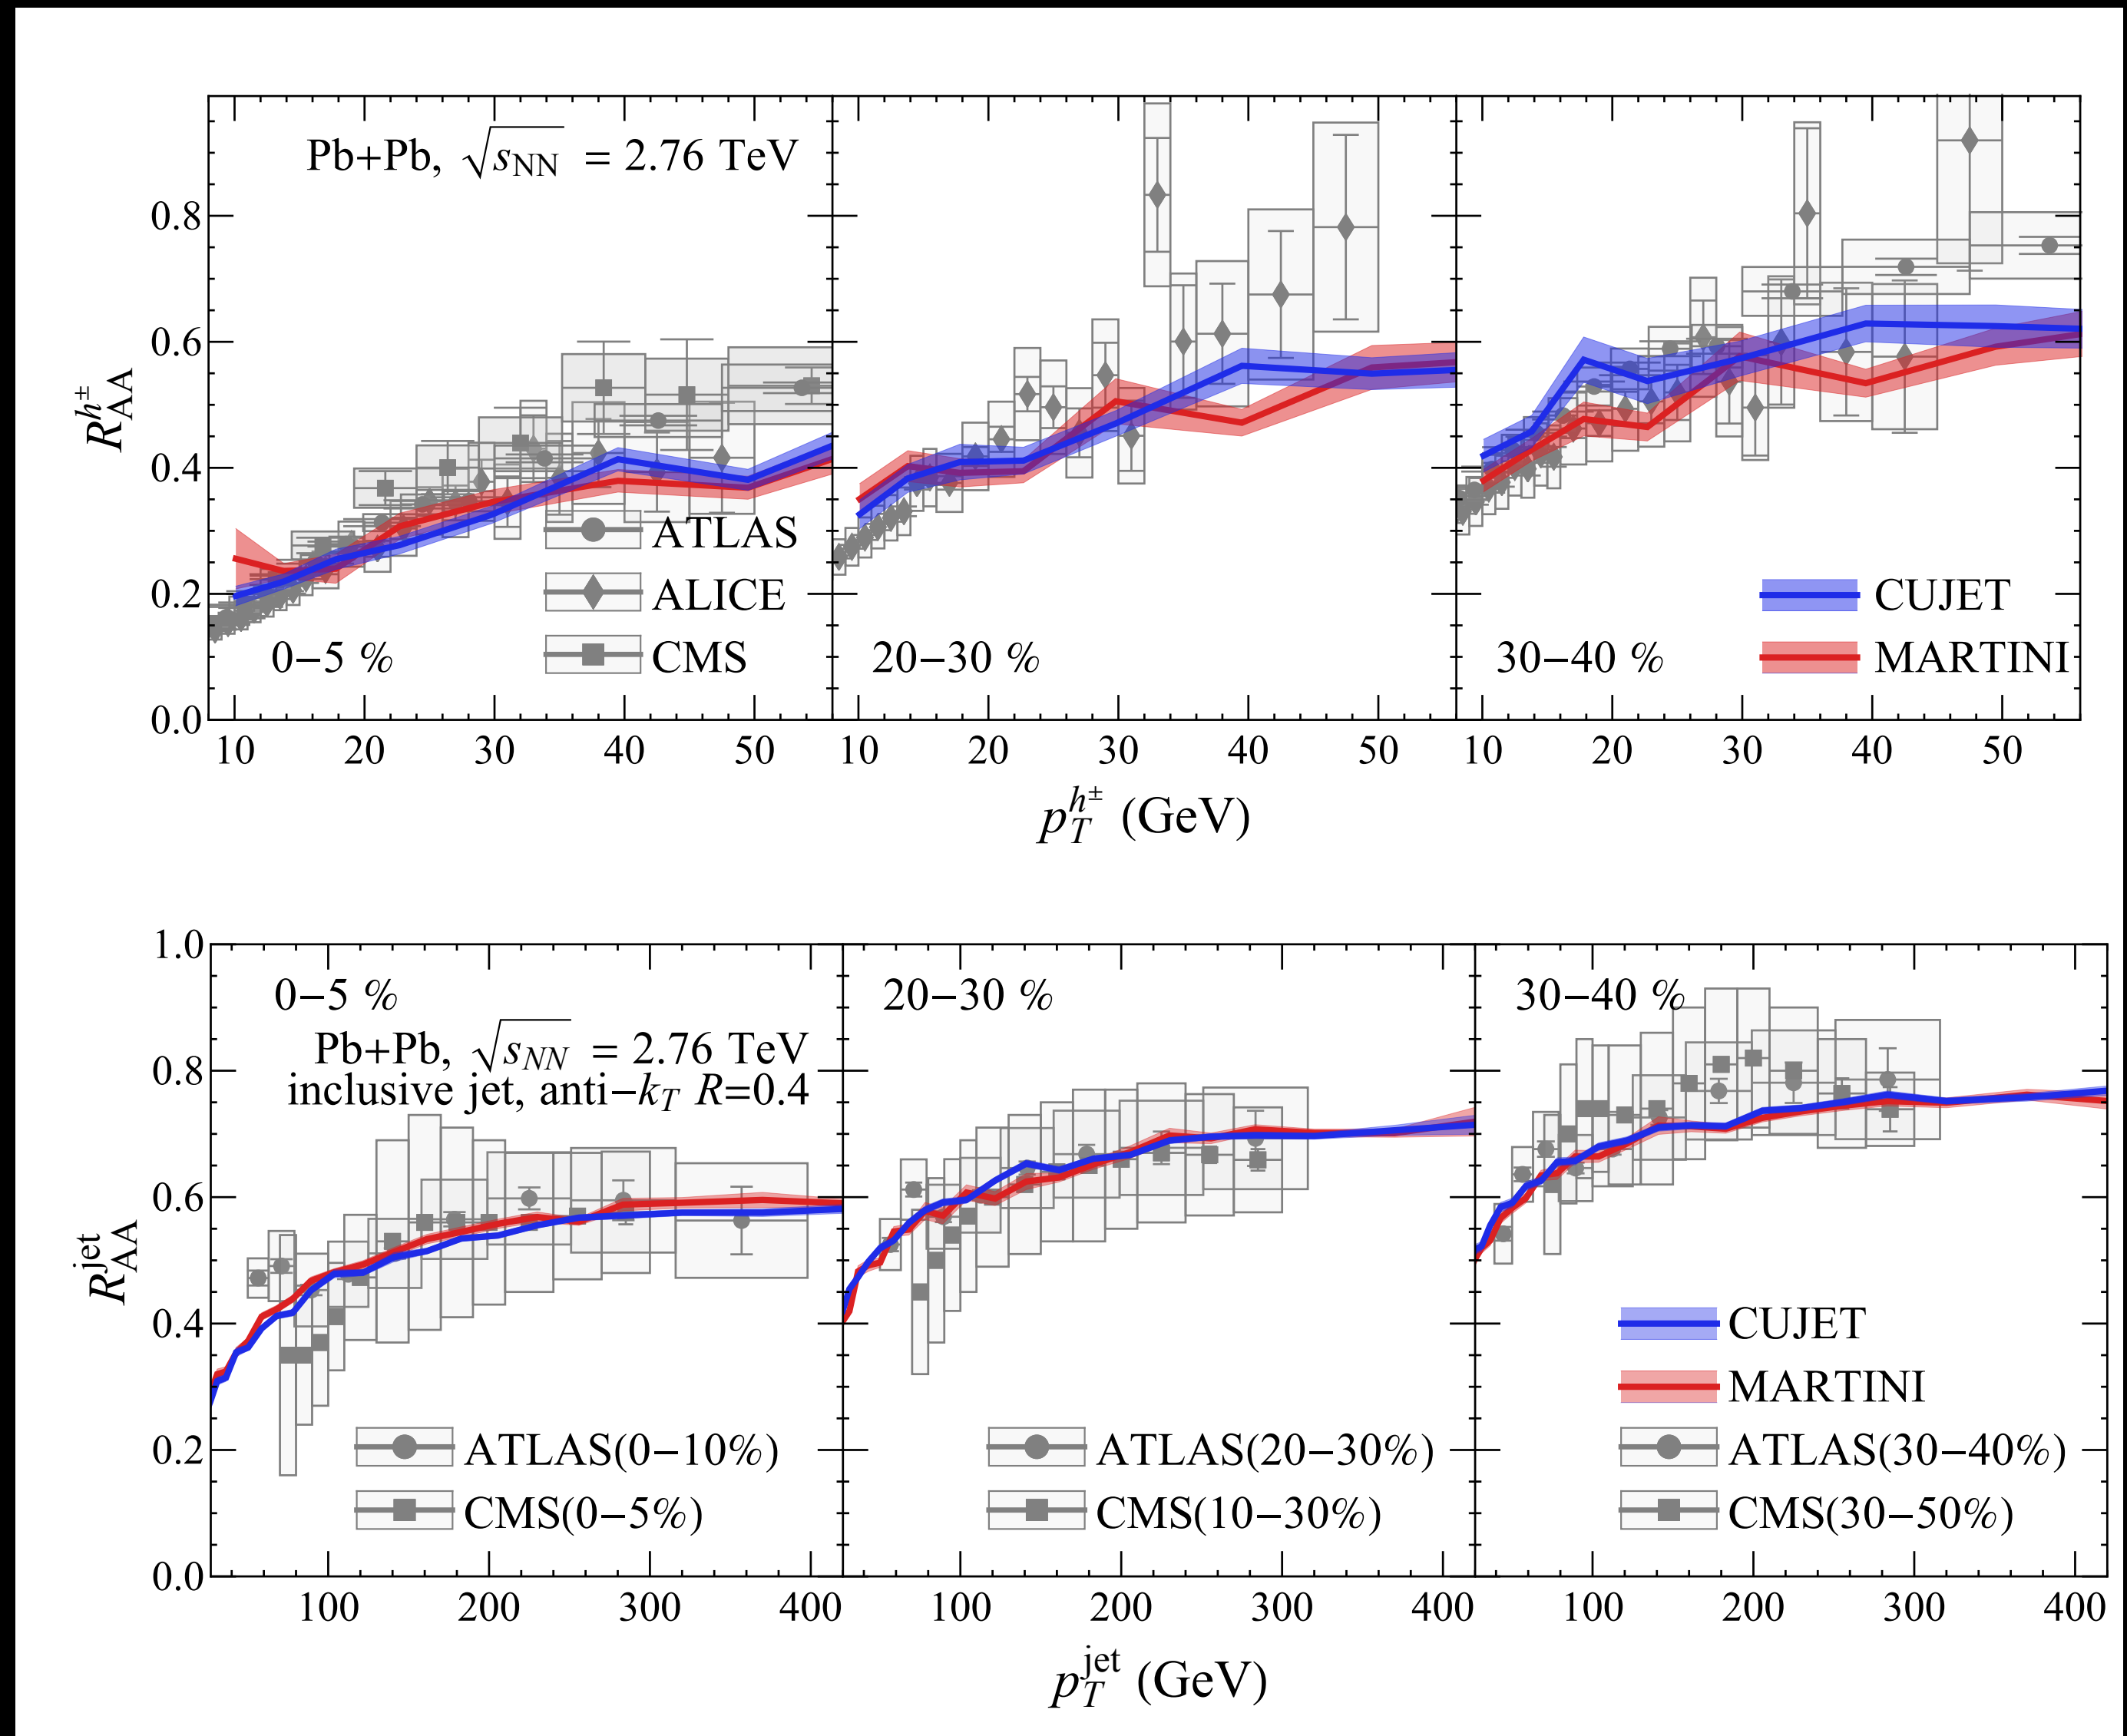 Pb+Pb, √sNN = 2.76 TeV
R_AA^{h±}
0.8
0.6
0.4
0.2
0.0
ATLAS
ALICE
CMS
0−5 %
20−30 %
30−40 %
CUJET
MARTINI
10 20 30 40 50 10 20 30 40 50 10 20 30 40 50
p_T^{h±} (GeV)
1.0
0.8
0.6
0.4
0.2
0.0
R_AA^{jet}
0−5 %
Pb+Pb, √sNN = 2.76 TeV
inclusive jet, anti−kT R=0.4
ATLAS(0−10%)
CMS(0−5%)
20−30 %
ATLAS(20−30%)
CMS(10−30%)
30−40 %
CUJET
MARTINI
ATLAS(30−40%)
CMS(30−50%)
100 200 300 400 100 200 300 400 100 200 300 400
p_T^{jet} (GeV)